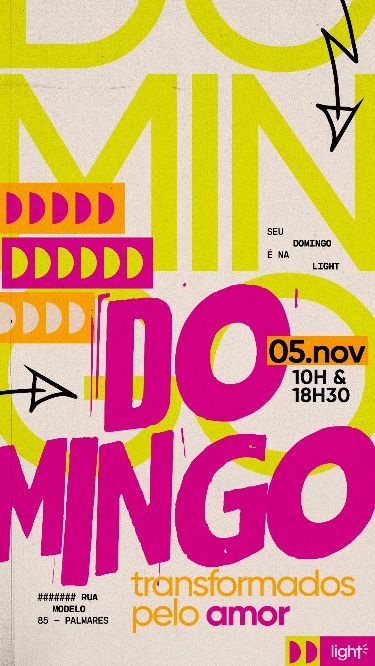 DO
MIN
GO
SEU
DOMINGO
É NA
LIGHT
DO
MINGO
05.nov
10H &
18H30
transformados
pelo amor
####### RUA
MODELO
85 – PALMARES
light